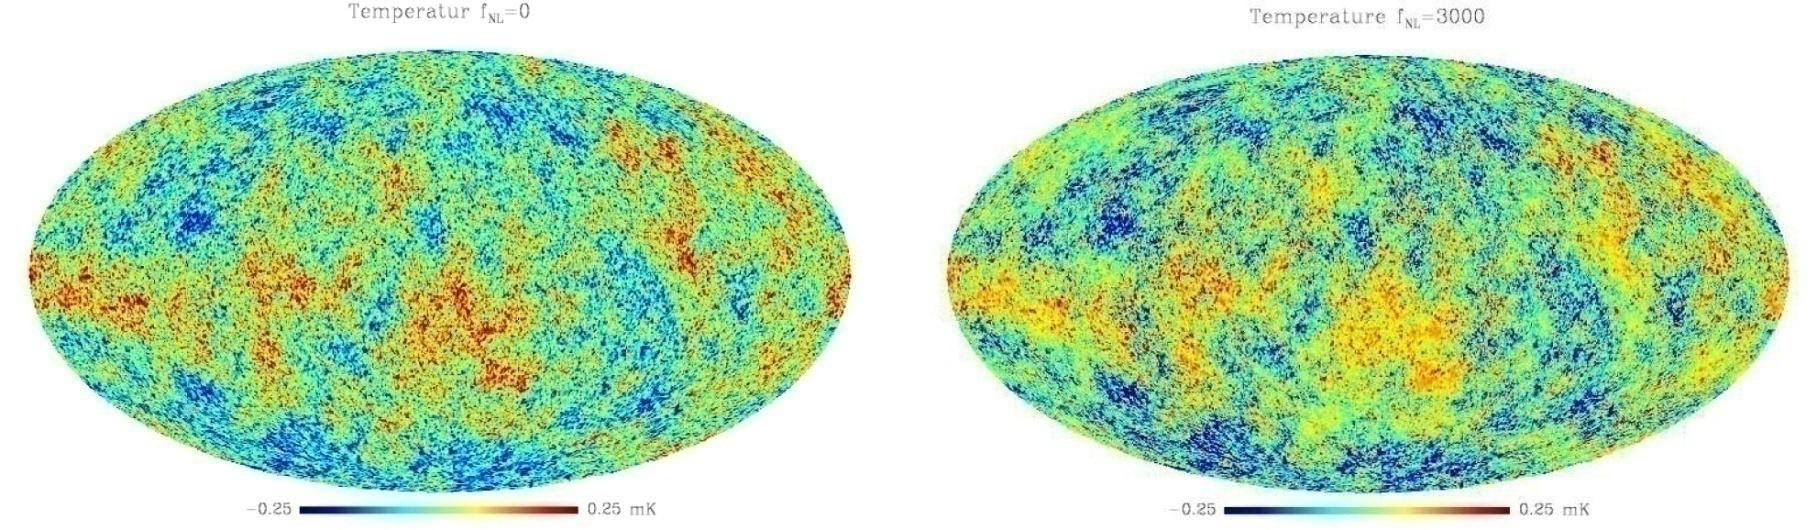 Temperatur f_NL=0
Temperature f_NL=3000
-0.25 0.25 mK
-0.25 0.25 mK